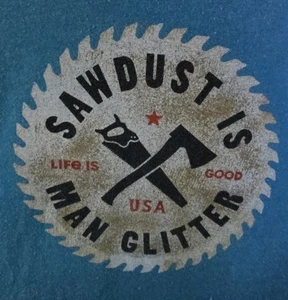 SAWDUST IS
LIFE IS GOOD
USA
MAN GLITTER